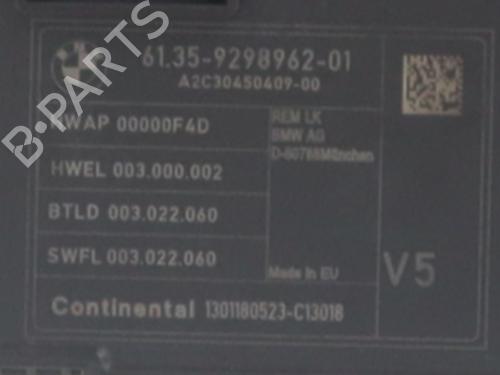 61.35-9298962-01
A2C30450409-00
HWAP 00000F4D
REM LK
BMW AG
D-80788München
HWEL 003.000.002
BTLD 003.022.060
SWFL 003.022.060
Made in EU
V5
Continental 1301180523-C13018
B-PARTS